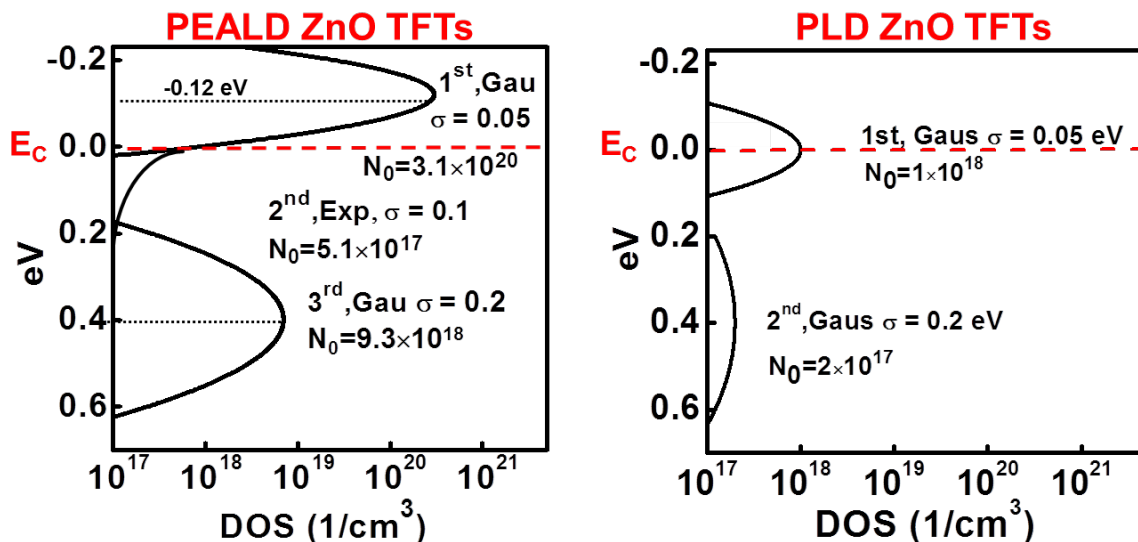 PEALD ZnO TFTs
-0.2
-0.12 eV
1st,Gau
σ = 0.05
EC
0.0
N0=3.1×10^20
0.2
2nd,Exp, σ = 0.1
N0=5.1×10^17
eV
3rd,Gau σ = 0.2
0.4
N0=9.3×10^18
0.6
10^17 10^18 10^19 10^20 10^21
DOS (1/cm^3)
PLD ZnO TFTs
-0.2
EC
0.0
1st, Gaus σ = 0.05 eV
N0=1×10^18
0.2
eV
0.4
2nd,Gaus σ = 0.2 eV
N0=2×10^17
0.6
10^17 10^18 10^19 10^20 10^21
DOS (1/cm^3)